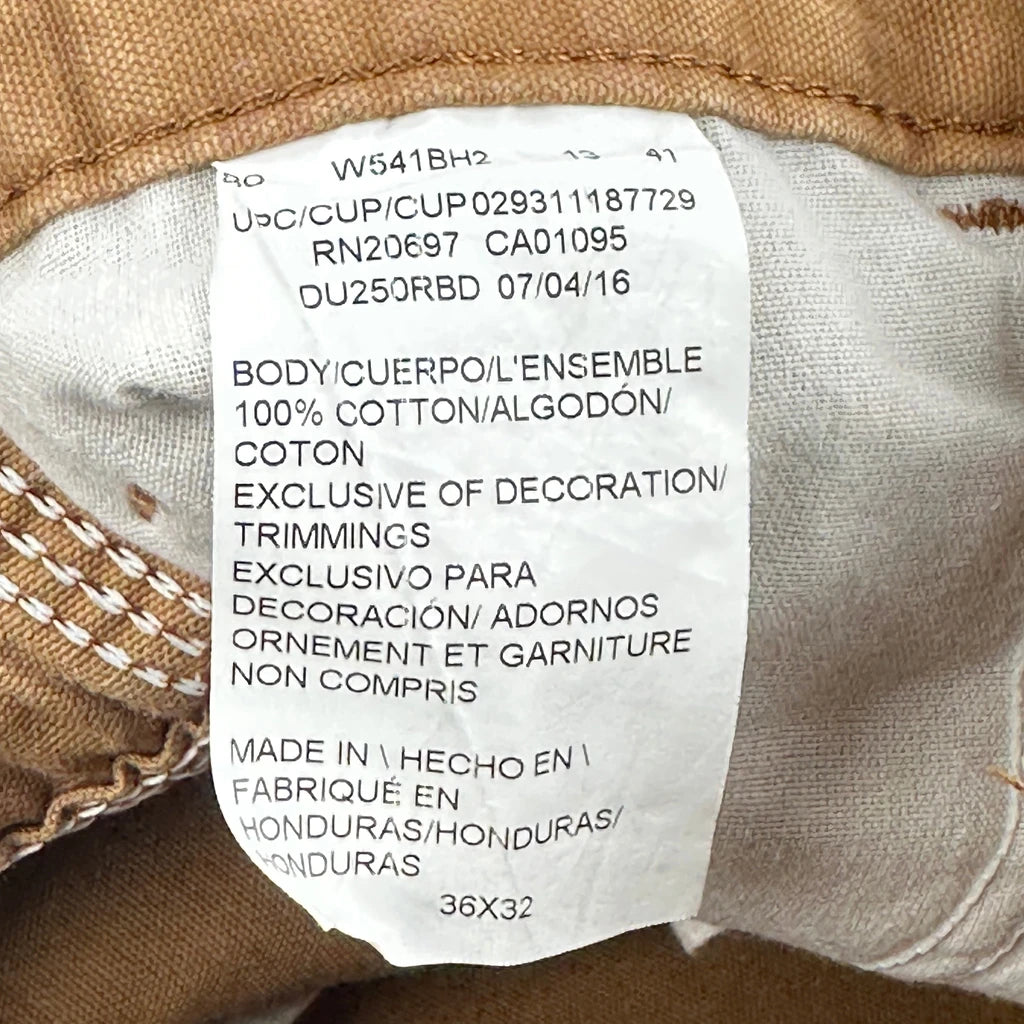 W541BH2 13 41
UPC/CUP/CUP 029311187729
RN20697 CA01095
DU250RBD 07/04/16
BODY/CUERPO/L'ENSEMBLE
100% COTTON/ALGODÓN/
COTON
EXCLUSIVE OF DECORATION/
TRIMMINGS
EXCLUSIVO PARA
DECORACIÓN/ ADORNOS
ORNEMENT ET GARNITURE
NON COMPRIS
MADE IN \ HECHO EN \
FABRIQUÉ EN
HONDURAS/HONDURAS/
HONDURAS
36X32